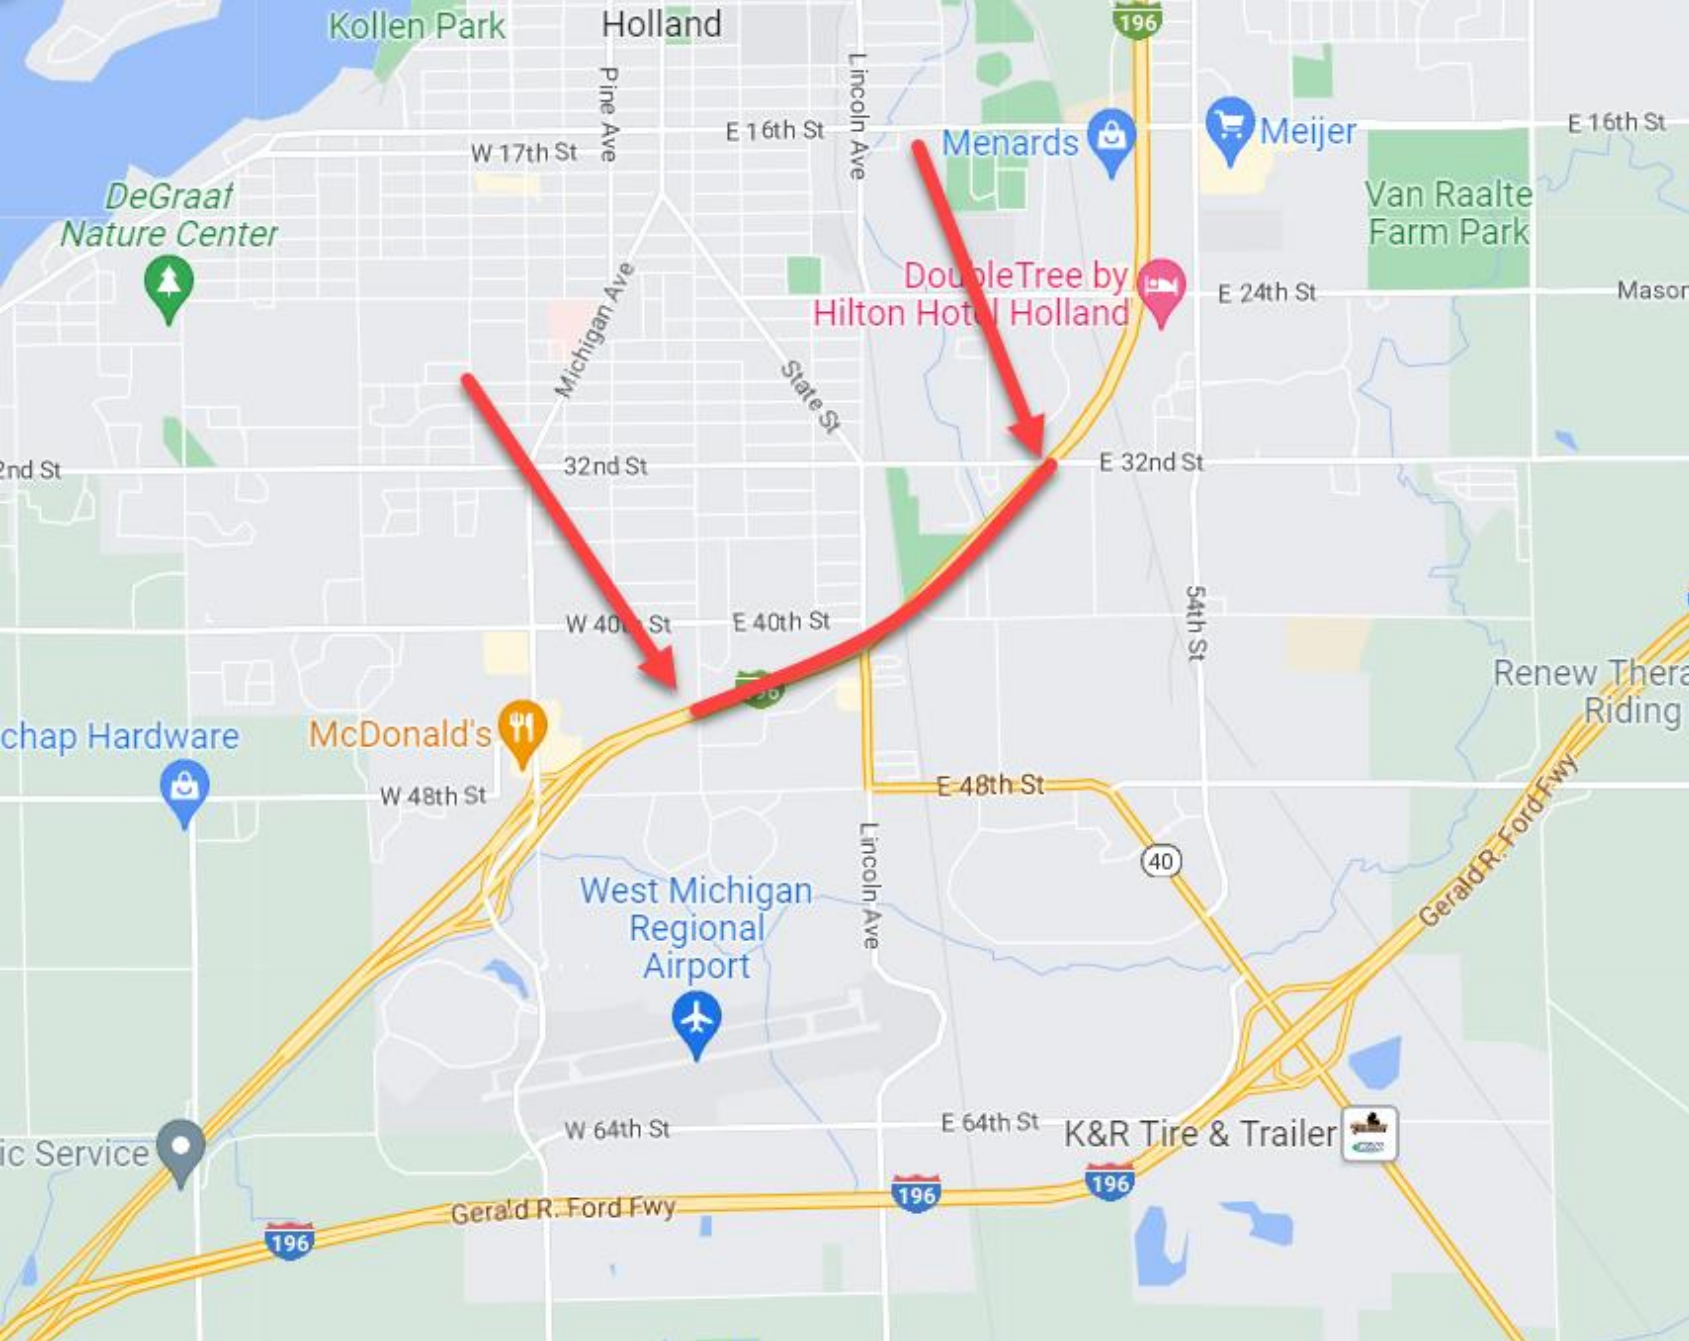 Kollen Park
Holland
196
Pine Ave
Lincoln Ave
E 16th St
W 17th St
Menards
Meijer
E 16th St
DeGraaf
Nature Center
Van Raalte
Farm Park
DoubleTree by
Hilton Hotel Holland
E 24th St
Mason
Michigan Ave
State St
2nd St
32nd St
E 32nd St
W 40th St
E 40th St
54th St
Renew Thera
Riding
196
chap Hardware
McDonald's
W 48th St
E 48th St
40
Gerald R. Ford Fwy
Lincoln Ave
West Michigan
Regional
Airport
ic Service
W 64th St
E 64th St
K&R Tire & Trailer
196
196
Gerald R. Ford Fwy
196